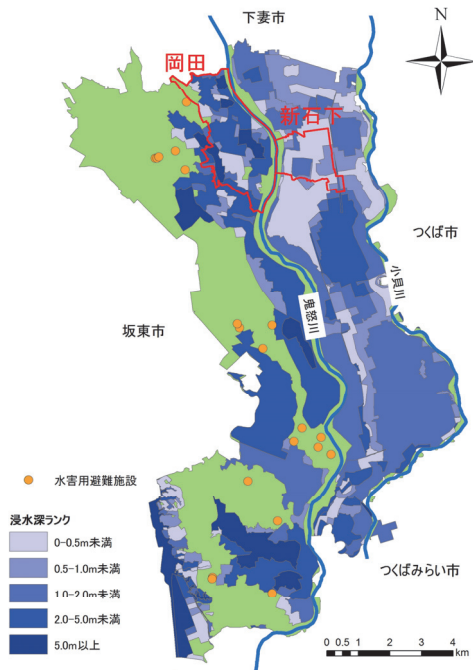 下妻市
N
岡田
新石下
つくば市
小貝川
鬼怒川
坂東市
水害用避難施設
浸水深ランク
0-0.5m未満
0.5-1.0m未満
1.0-2.0m未満
2.0-5.0m未満
5.0m以上
つくばみらい市
0 0.5 1 2 3 4
km